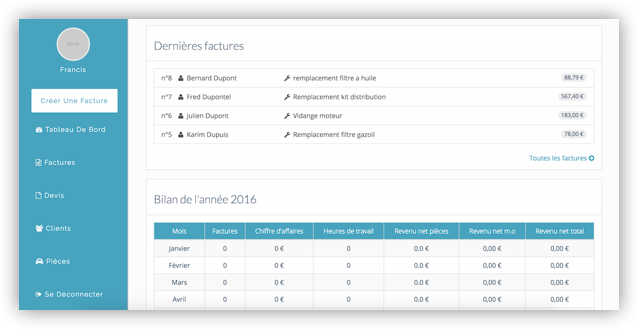 Francis
Créer Une Facture
Tableau De Bord
Factures
Devis
Clients
Pièces
Se Déconnecter
Dernières factures
n°8 Bernard Dupont remplacement filtre a huile 88,79 €
n°7 Fred Dupontel Remplacement kit distribution 567,40 €
n°6 Julien Dupont Vidange moteur 183,00 €
n°5 Karim Dupuis Remplacement filtre gazoil 78,00 €
Toutes les factures
Bilan de l'année 2016
Mois Factures Chiffre d'affaires Heures de travail Revenu net pièces Revenu net m.o Revenu net total
Janvier 0 0 € 0 0.0 € 0,00 € 0,00 €
Février 0 0 € 0 0.0 € 0,00 € 0,00 €
Mars 0 0 € 0 0.0 € 0,00 € 0,00 €
Avril 0 0 € 0 0.0 € 0,00 € 0,00 €